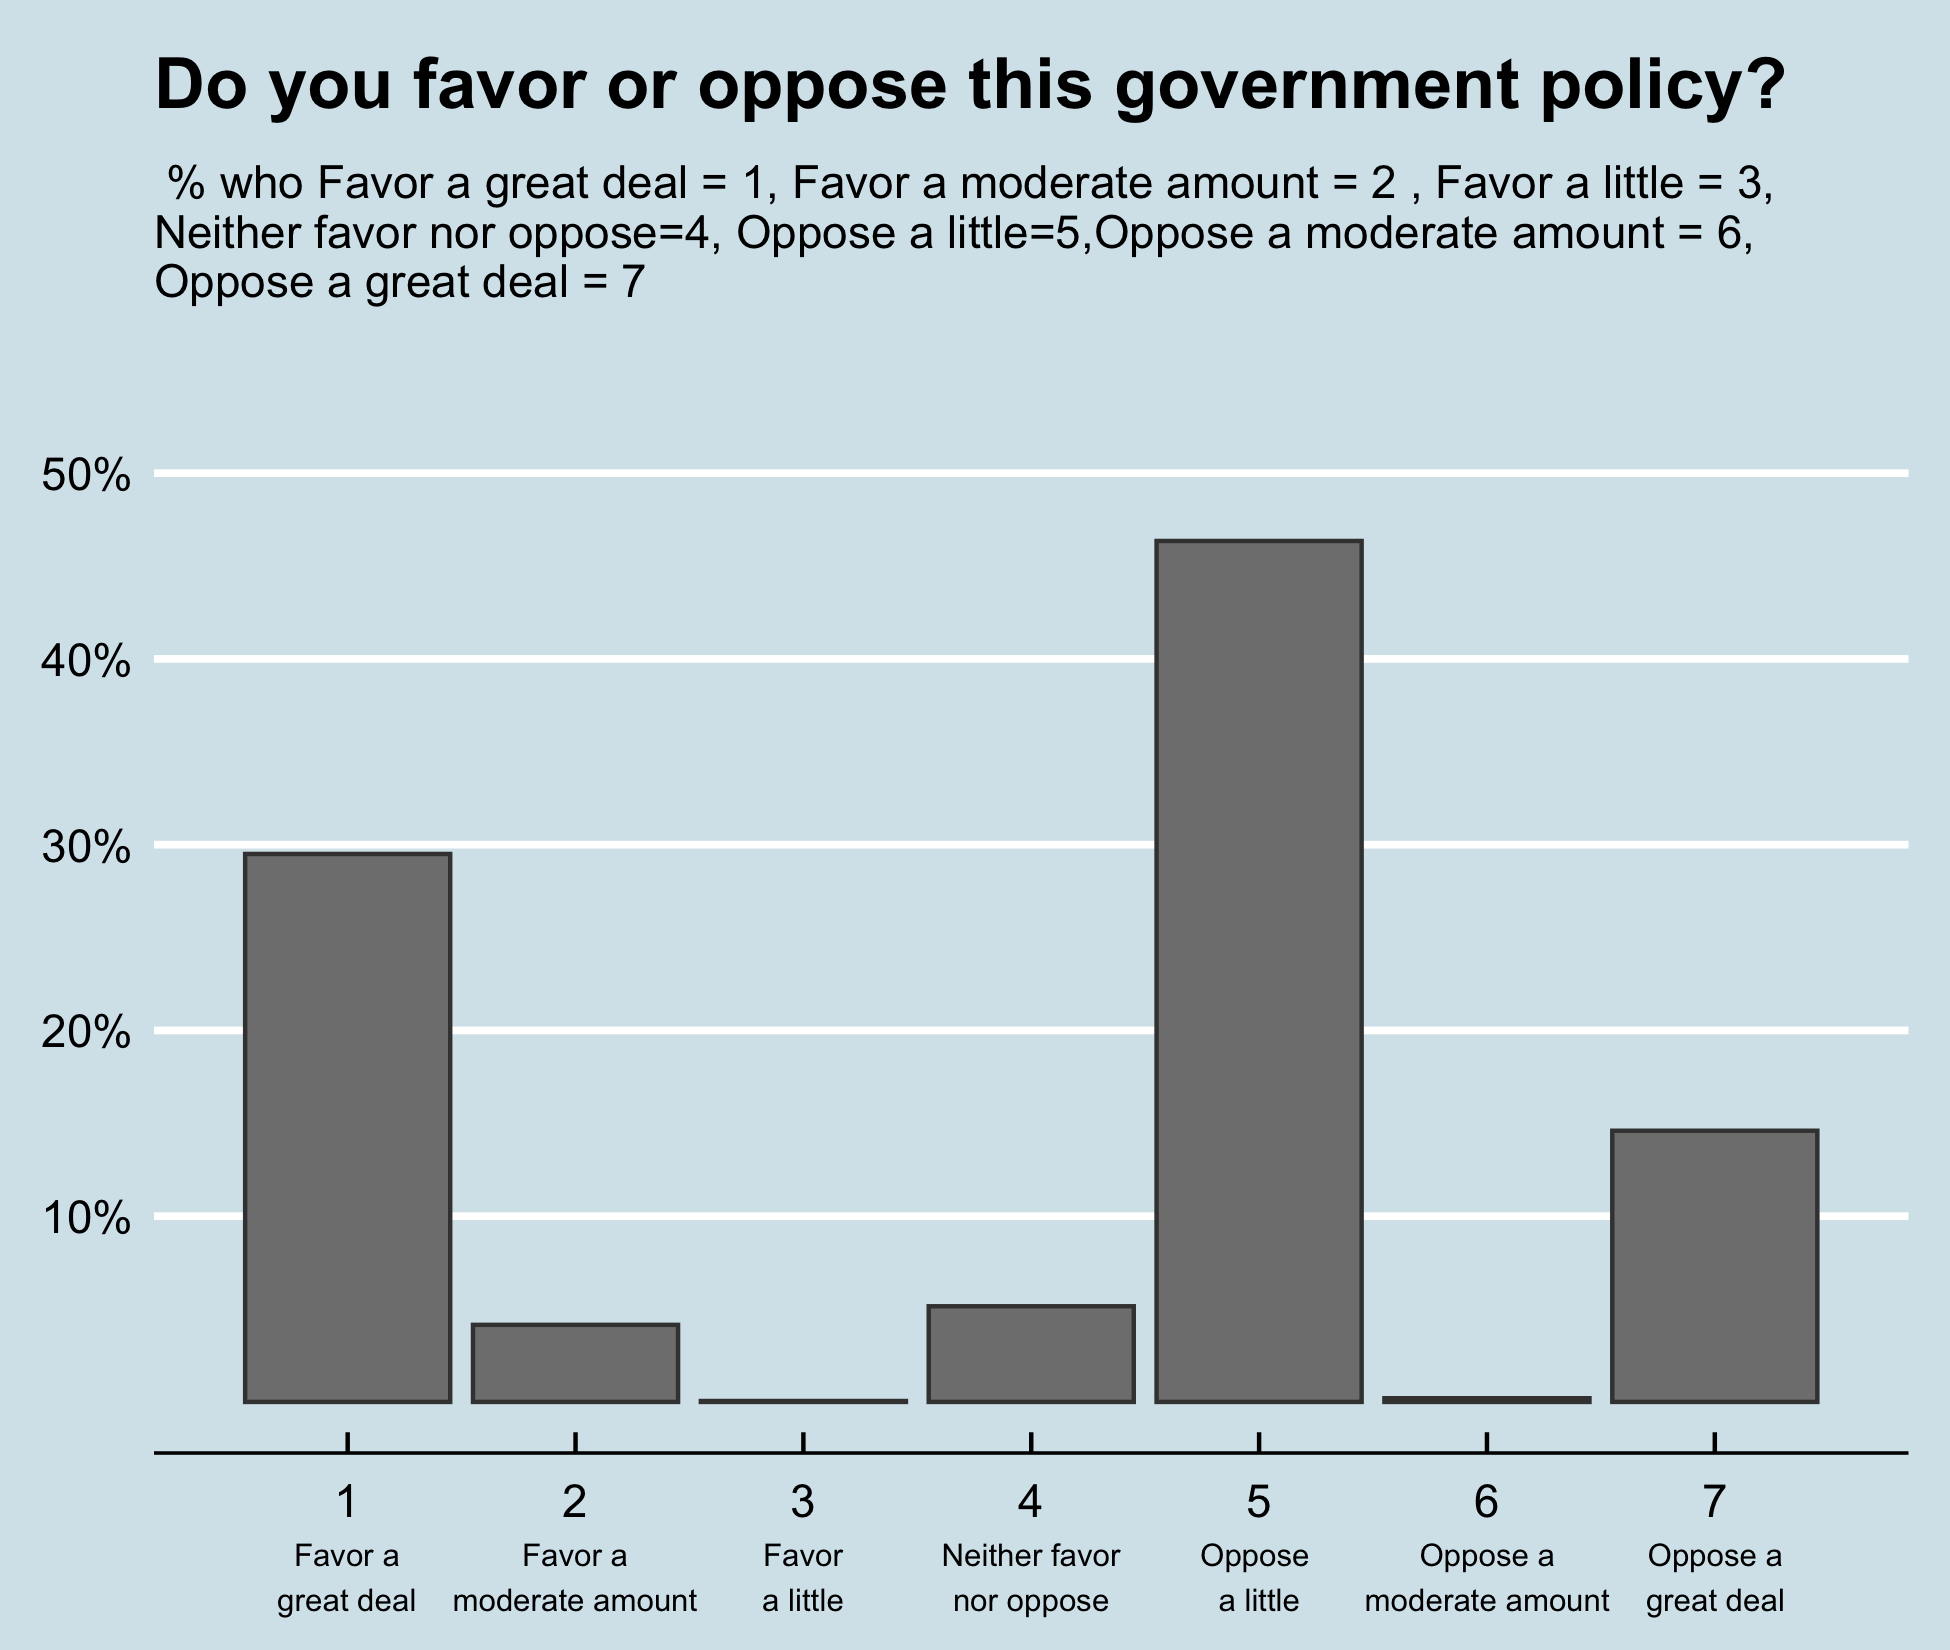 Do you favor or oppose this government policy?
% who Favor a great deal = 1, Favor a moderate amount = 2 , Favor a little = 3,
Neither favor nor oppose=4, Oppose a little=5,Oppose a moderate amount = 6,
Oppose a great deal = 7
50%
40%
30%
20%
10%
1 2 3 4 5 6 7
Favor a Favor a Favor Neither favor Oppose Oppose a Oppose a
great deal moderate amount a little nor oppose a little moderate amount great deal